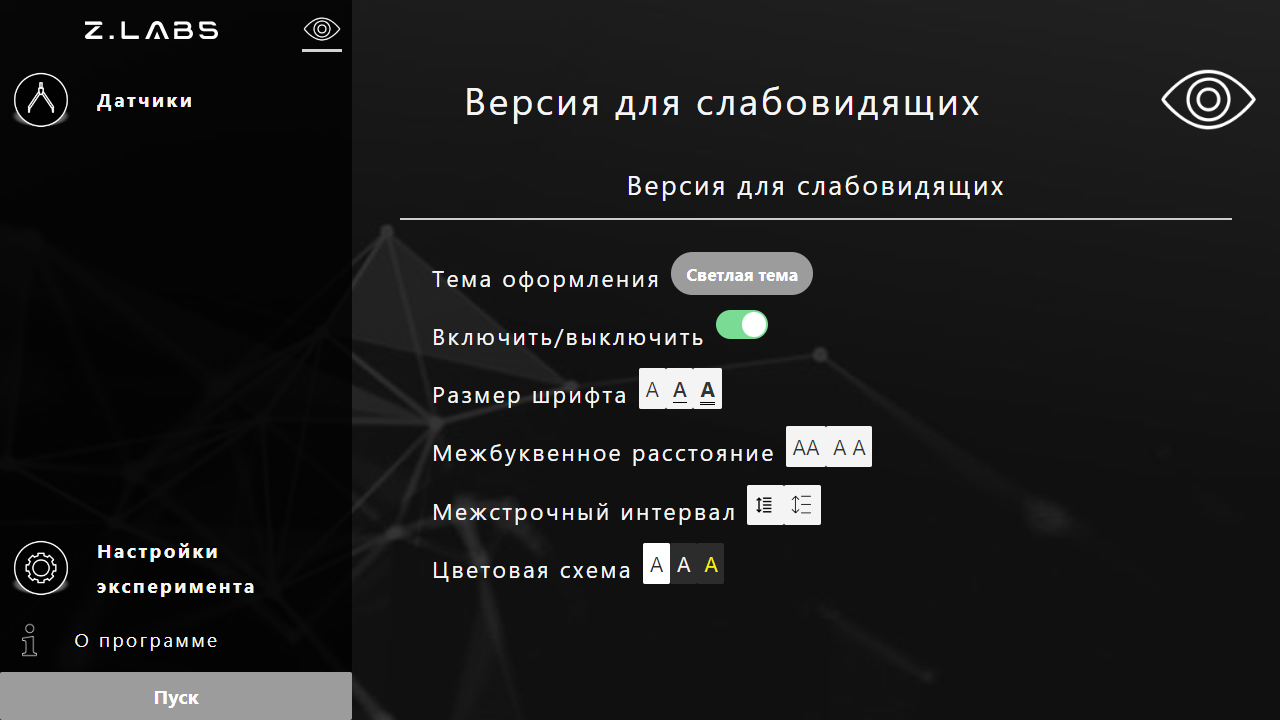 Z.LABS
Датчики
Версия для слабовидящих
Версия для слабовидящих
Тема оформления Светлая тема
Включить/выключить
Размер шрифта A A A
Межбуквенное расстояние AA A A
Межстрочный интервал
Цветовая схема A A A
Настройки
эксперимента
О программе
Пуск